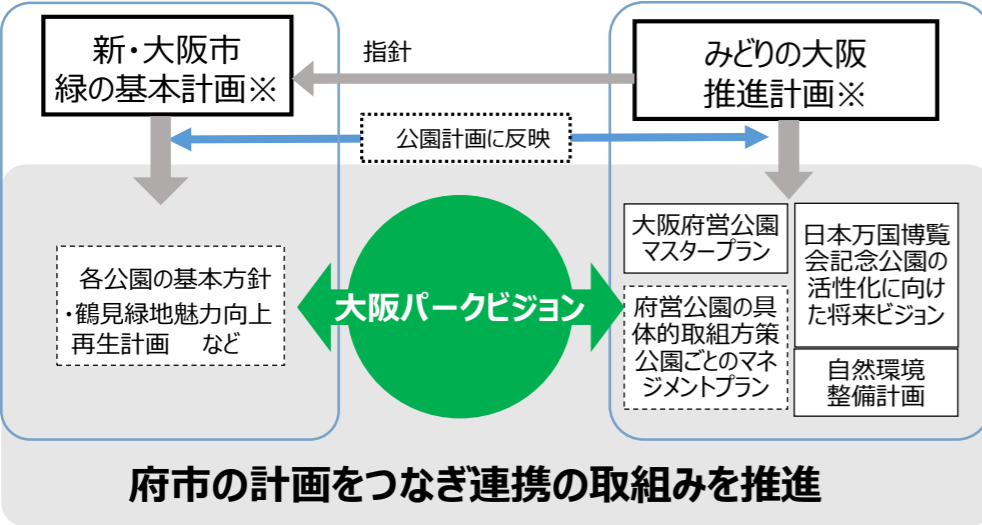 新・大阪市
緑の基本計画※
指針
みどりの大阪
推進計画※
公園計画に反映
各公園の基本方針
・鶴見緑地魅力向上
再生計画　など
大阪パークビジョン
大阪府営公園
マスタープラン
府営公園の具
体的取組方策
公園ごとのマネ
ジメントプラン
日本万国博覧
会記念公園の
活性化に向け
た将来ビジョン
自然環境
整備計画
府市の計画をつなぎ連携の取組みを推進